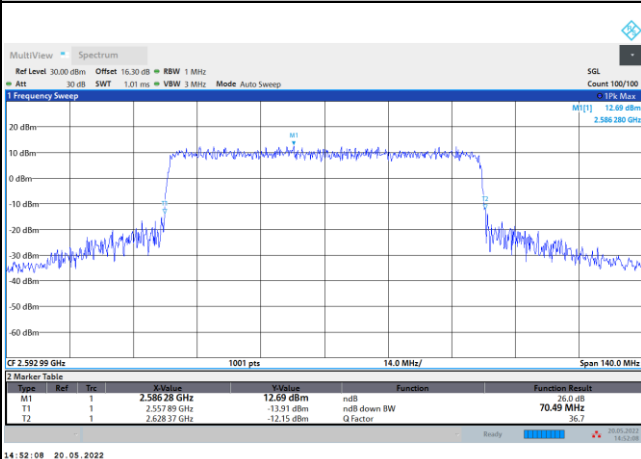 MultiView Spectrum
Ref Level 30.00 dBm Offset 16.30 dB RBW 1 MHz SGL
Att 30 dB SWT 1.01 ms VBW 3 MHz Mode Auto Sweep Count 100/100
1 Frequency Sweep 1Pk Max
M1[1] 12.69 dBm
2.586 280 GHz
20 dBm
M1
10 dBm
0 dBm
T1
T2
-10 dBm
-20 dBm
-30 dBm
-40 dBm
-50 dBm
-60 dBm
CF 2.592 99 GHz 1001 pts 14.0 MHz/ Span 140.0 MHz
2 Marker Table
Type Ref Trc X-Value Y-Value Function Function Result
M1 1 2.586 28 GHz 12.69 dBm ndB 26.0 dB
T1 1 2.557 89 GHz -13.91 dBm ndB down BW 70.49 MHz
T2 1 2.628 37 GHz -12.15 dBm Q Factor 36.7
Ready 20.05.2022
14:52:08
14:52:08 20.05.2022